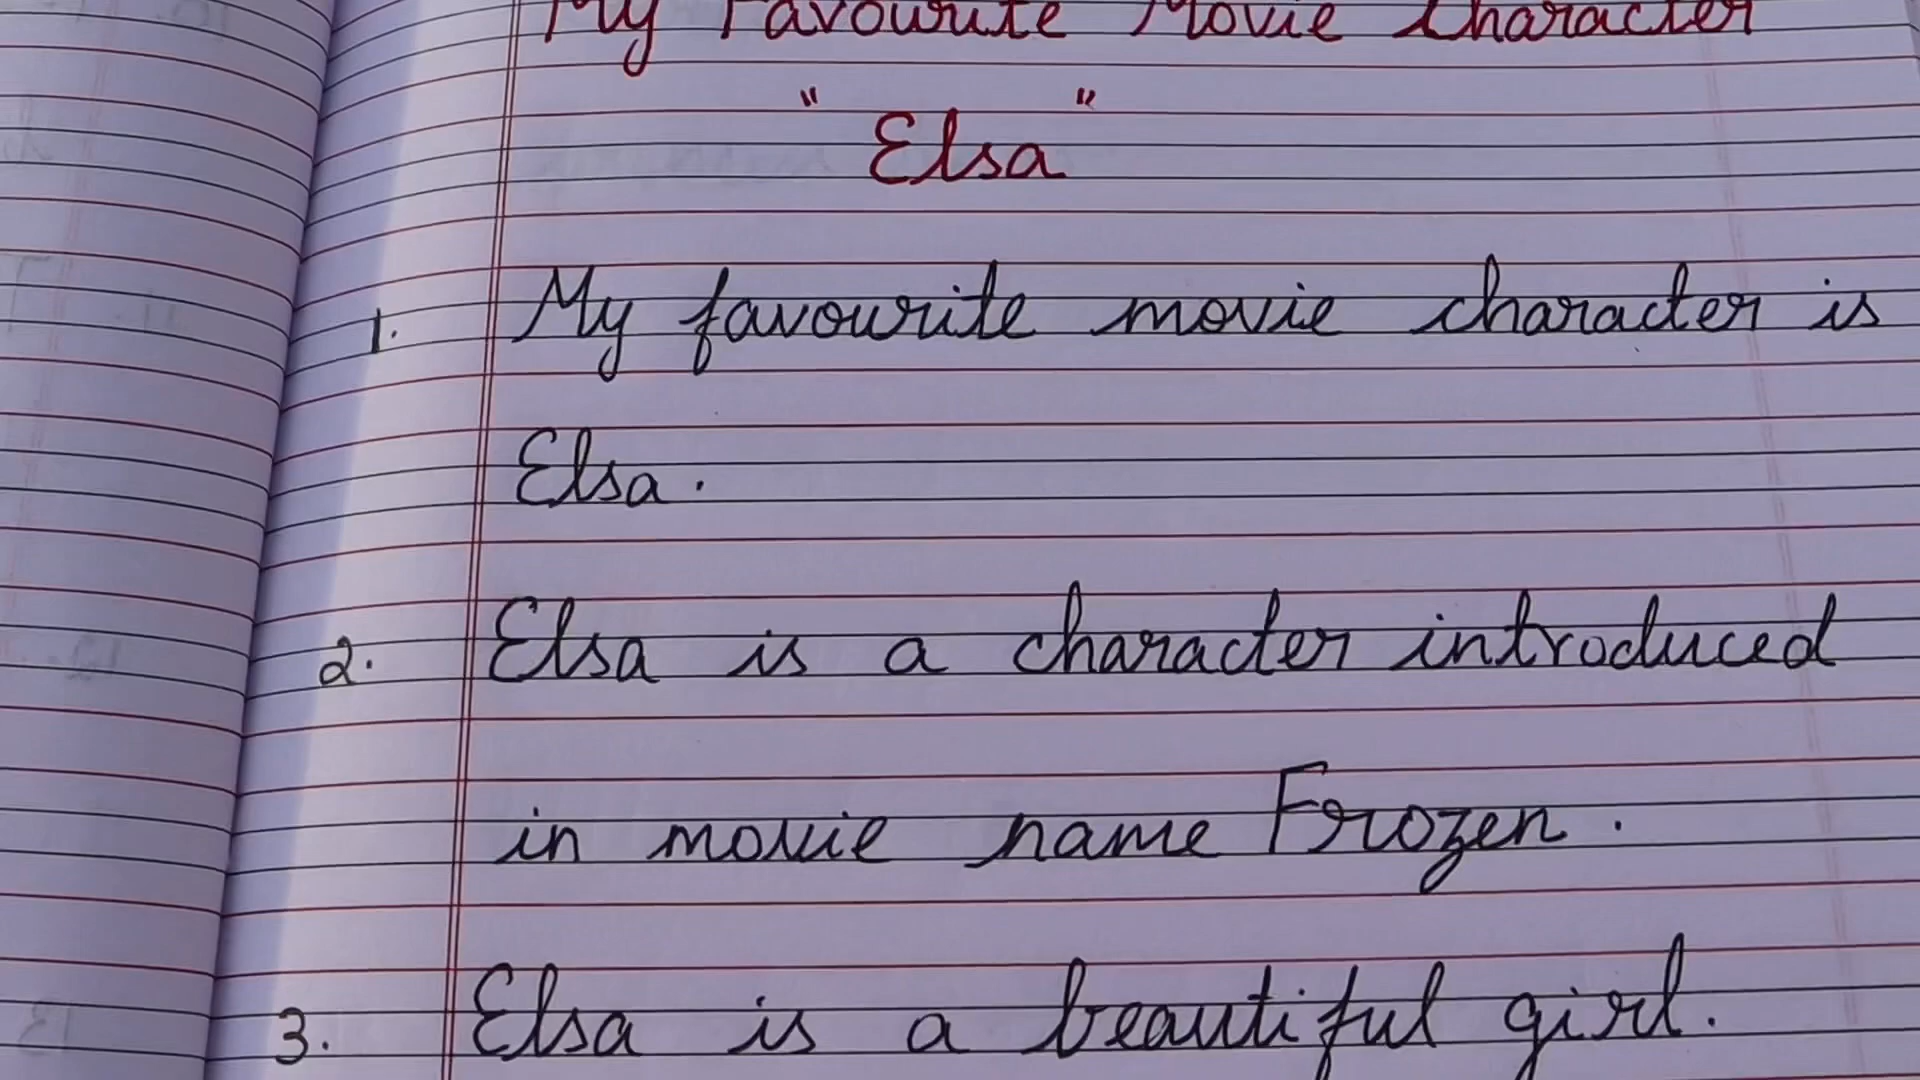 My Favourite Movie Character
"Elsa"
1. My favourite movie character is
Elsa.
2. Elsa is a character introduced
in movie name Frozen.
3. Elsa is a beautiful girl.